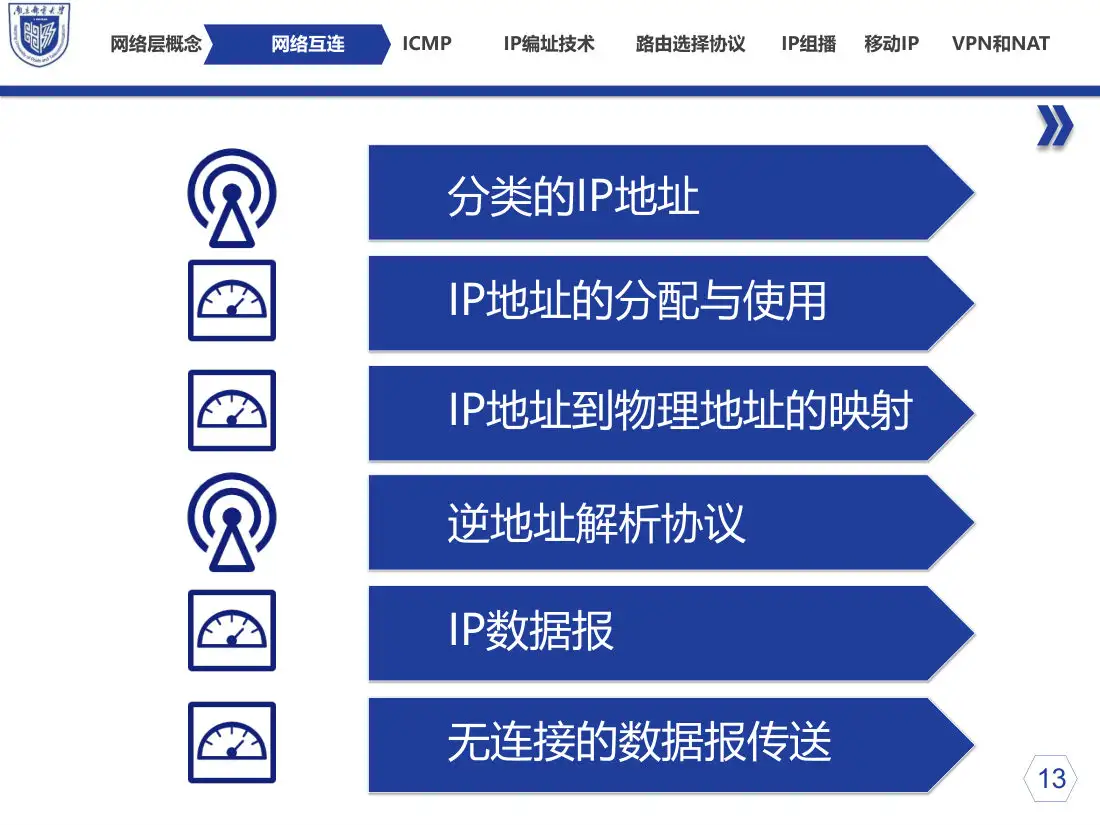 网络层概念
网络互连
ICMP
IP编址技术
路由选择协议
IP组播
移动IP
VPN和NAT
分类的IP地址
IP地址的分配与使用
IP地址到物理地址的映射
逆地址解析协议
IP数据报
无连接的数据报传送
13